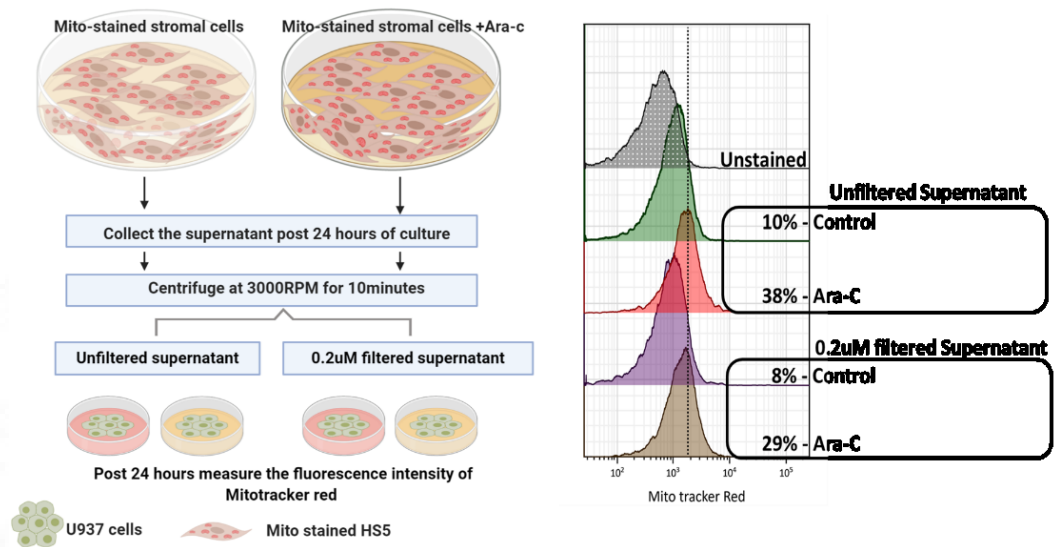 Mito-stained stromal cells
Mito-stained stromal cells +Ara-c
Collect the supernatant post 24 hours of culture
Centrifuge at 3000RPM for 10minutes
Unfiltered supernatant
0.2uM filtered supernatant
Post 24 hours measure the fluorescence intensity of
Mitotracker red
U937 cells
Mito stained HS5
Unstained
Unfiltered Supernatant
10% - Control
38% - Ara-C
0.2uM filtered Supernatant
8% - Control
29% - Ara-C
10² 10³ 10⁴ 10⁵
Mito tracker Red